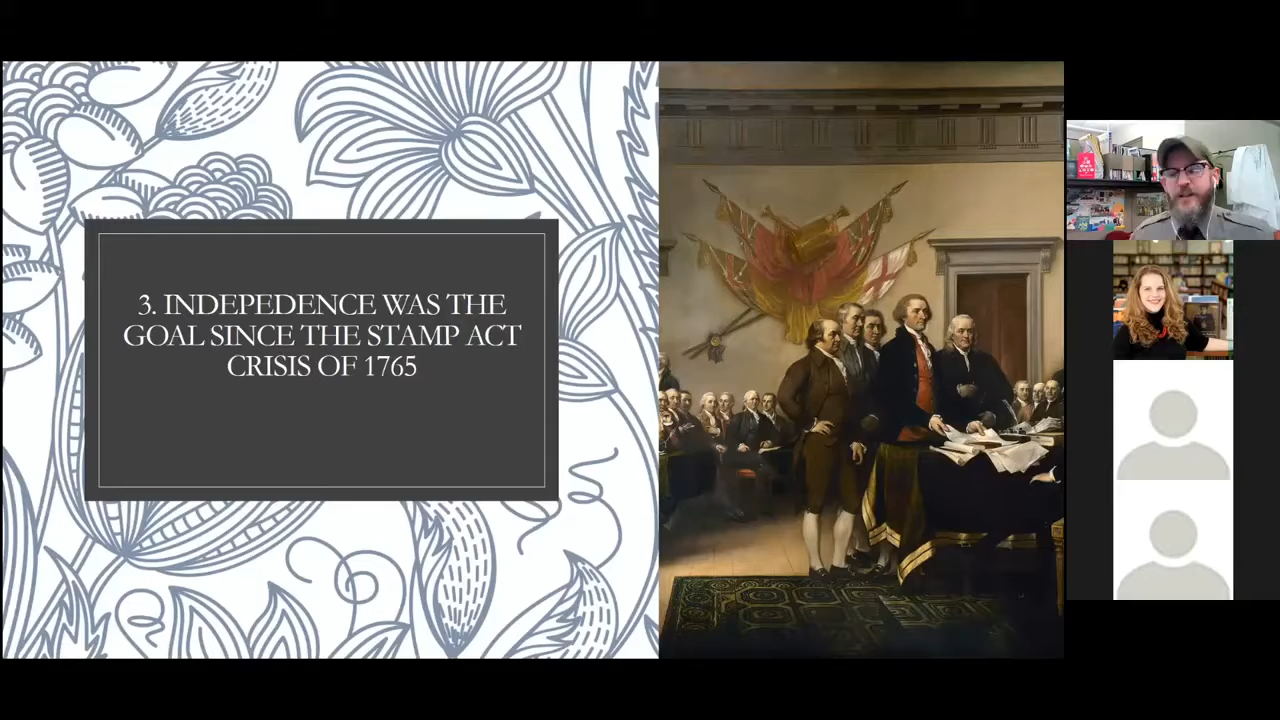 3. INDEPEDENCE WAS THE
GOAL SINCE THE STAMP ACT
CRISIS OF 1765